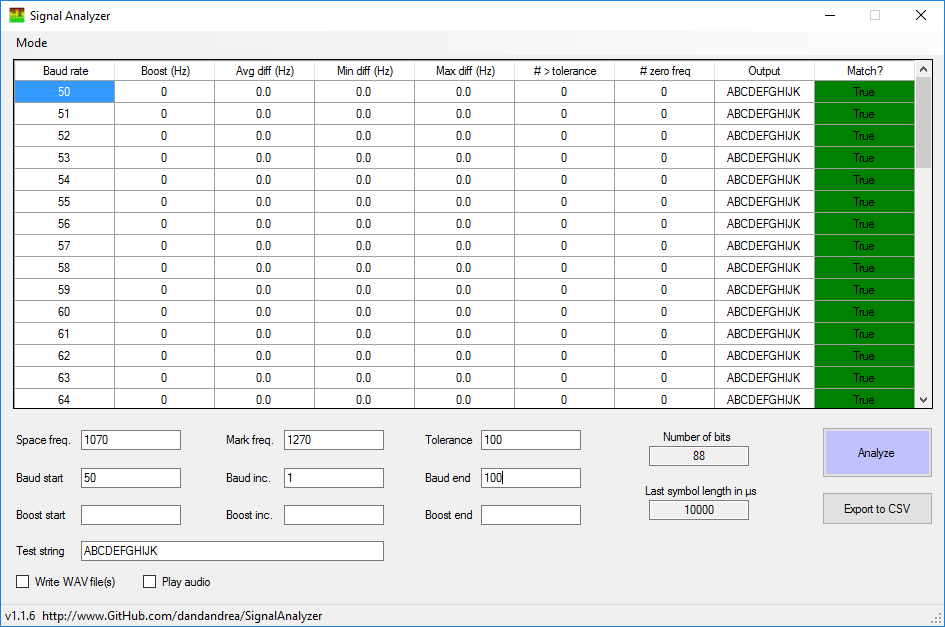 Signal Analyzer
Mode
Baud rate Boost (Hz) Avg diff (Hz) Min diff (Hz) Max diff (Hz) # > tolerance # zero freq Output Match?
50 0 0.0 0.0 0.0 0 0 ABCDEFGHIJK True
51 0 0.0 0.0 0.0 0 0 ABCDEFGHIJK True
52 0 0.0 0.0 0.0 0 0 ABCDEFGHIJK True
53 0 0.0 0.0 0.0 0 0 ABCDEFGHIJK True
54 0 0.0 0.0 0.0 0 0 ABCDEFGHIJK True
55 0 0.0 0.0 0.0 0 0 ABCDEFGHIJK True
56 0 0.0 0.0 0.0 0 0 ABCDEFGHIJK True
57 0 0.0 0.0 0.0 0 0 ABCDEFGHIJK True
58 0 0.0 0.0 0.0 0 0 ABCDEFGHIJK True
59 0 0.0 0.0 0.0 0 0 ABCDEFGHIJK True
60 0 0.0 0.0 0.0 0 0 ABCDEFGHIJK True
61 0 0.0 0.0 0.0 0 0 ABCDEFGHIJK True
62 0 0.0 0.0 0.0 0 0 ABCDEFGHIJK True
63 0 0.0 0.0 0.0 0 0 ABCDEFGHIJK True
64 0 0.0 0.0 0.0 0 0 ABCDEFGHIJK True
Space freq. 1070 Mark freq. 1270 Tolerance 100
Number of bits
88
Analyze
Baud start 50 Baud inc. 1 Baud end 100
Last symbol length in µs
10000
Export to CSV
Boost start Boost inc. Boost end
Test string ABCDEFGHIJK
Write WAV file(s) Play audio
v1.1.6 http://www.GitHub.com/dandandrea/SignalAnalyzer